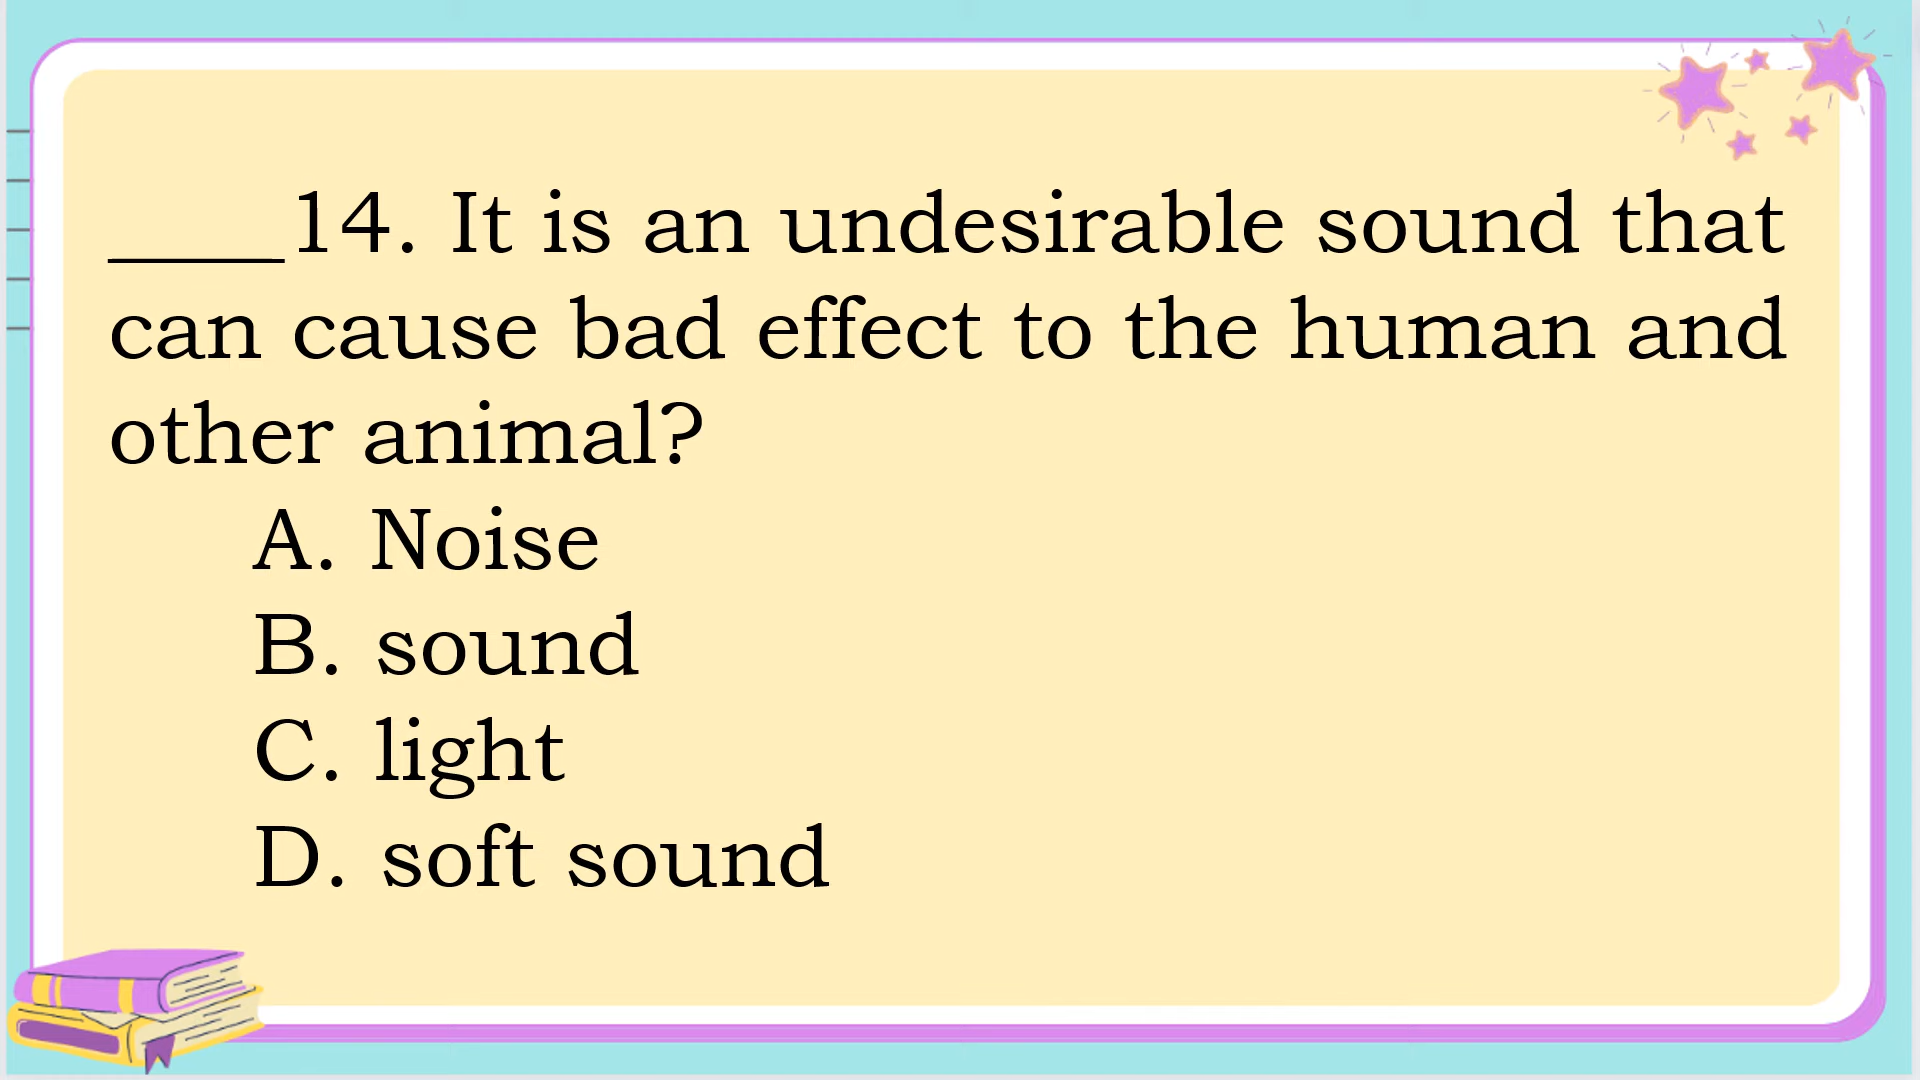 ____14. It is an undesirable sound that
can cause bad effect to the human and
other animal?
A. Noise
B. sound
C. light
D. soft sound